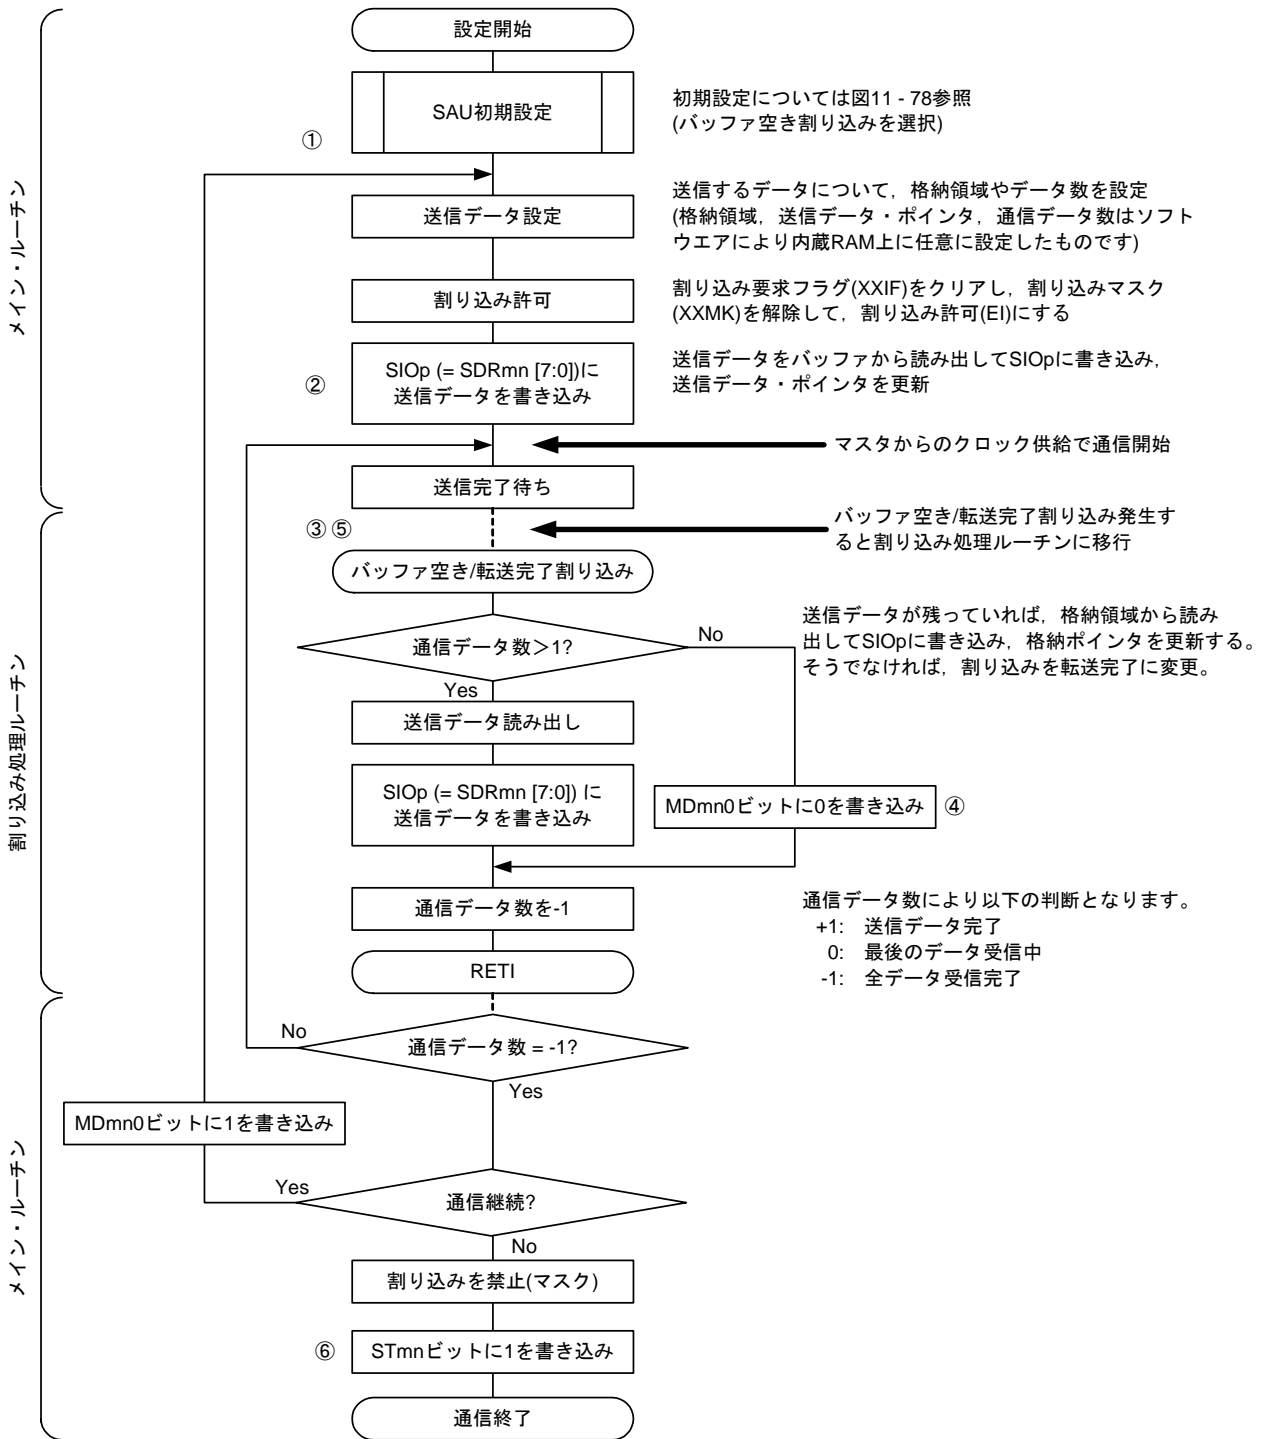 設定開始
SAU初期設定
初期設定については図11 - 78参照
(バッファ空き割り込みを選択)
①
メイン・ルーチン
送信データ設定
送信するデータについて，格納領域やデータ数を設定
(格納領域，送信データ・ポインタ，通信データ数はソフト
ウエアにより内蔵RAM上に任意に設定したものです)
割り込み許可
割り込み要求フラグ(XXIF)をクリアし，割り込みマスク
(XXMK)を解除して，割り込み許可(EI)にする
②
SIOp (= SDRmn [7:0])に
送信データを書き込み
送信データをバッファから読み出してSIOpに書き込み，
送信データ・ポインタを更新
マスタからのクロック供給で通信開始
送信完了待ち
③ ⑤
バッファ空き/転送完了割り込み発生す
ると割り込み処理ルーチンに移行
バッファ空き/転送完了割り込み
割り込み処理ルーチン
通信データ数＞1?
No
Yes
送信データが残っていれば，格納領域から読み
出してSIOpに書き込み，格納ポインタを更新する。
そうでなければ，割り込みを転送完了に変更。
送信データ読み出し
SIOp (= SDRmn [7:0]) に
送信データを書き込み
MDmn0ビットに0を書き込み
④
通信データ数を-1
通信データ数により以下の判断となります。
+1: 送信データ完了
0: 最後のデータ受信中
-1: 全データ受信完了
RETI
メイン・ルーチン
No
通信データ数 = -1?
Yes
MDmn0ビットに1を書き込み
Yes
通信継続?
No
割り込みを禁止(マスク)
⑥
STmnビットに1を書き込み
通信終了